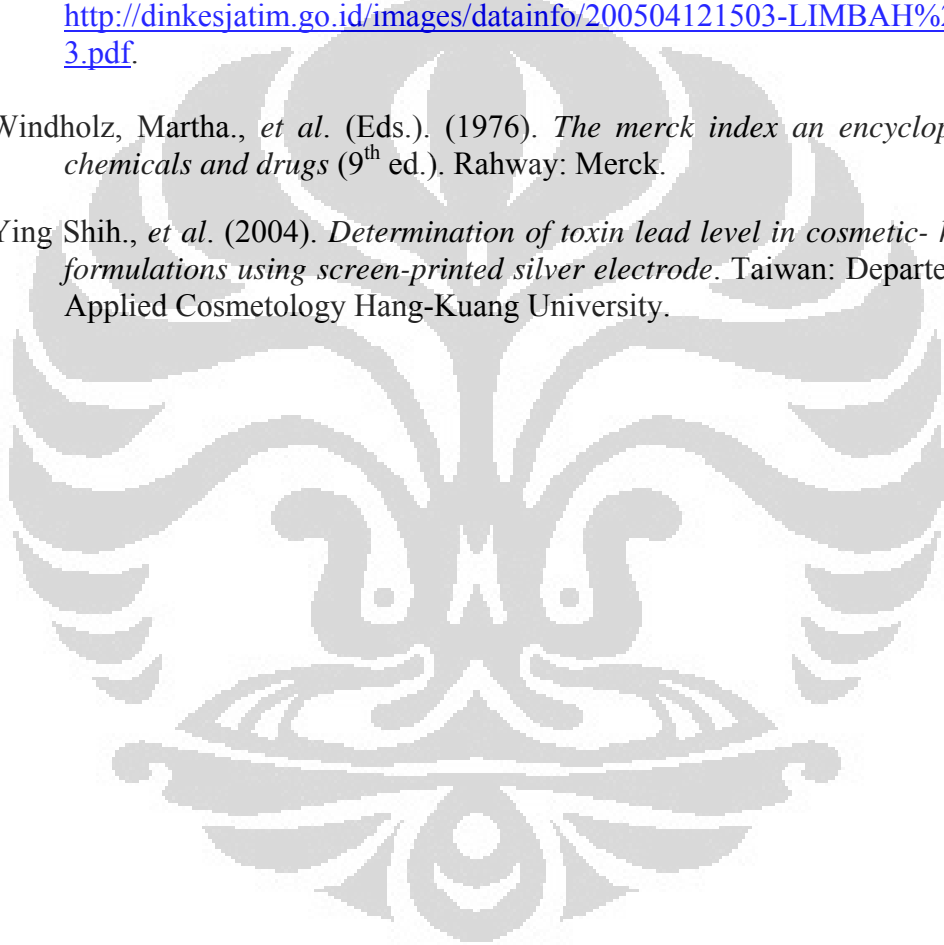 http://dinkesjatim.go.id/images/datainfo/200504121503-LIMBAH%
3.pdf.
Windholz, Martha., et al. (Eds.). (1976). The merck index an
chemicals and drugs (9th ed.). Rahway: Merck.
Ying Shih., et al. (2004). Determination of toxin lead level in cosmetic-
formulations using screen-printed silver electrode. Taiwan:
Applied Cosmetology Hang-Kuang University.